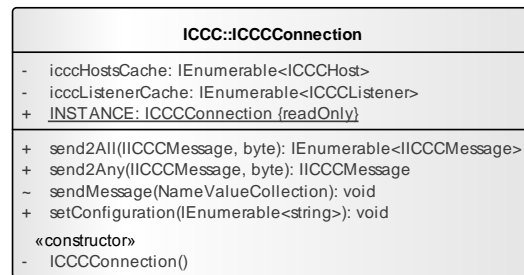 ICCC::ICCCConnection
- icccHostsCache: IEnumerable<ICCCHost>
- icccListenerCache: IEnumerable<ICCCListener>
+ INSTANCE: ICCCConnection {readOnly}
+ send2All(IICCCMessage, byte): IEnumerable<IICCCMessage>
+ send2Any(IICCCMessage, byte): IICCCMessage
~ sendMessage(NameValueCollection): void
+ setConfiguration(IEnumerable<string>): void
«constructor»
- ICCCConnection()